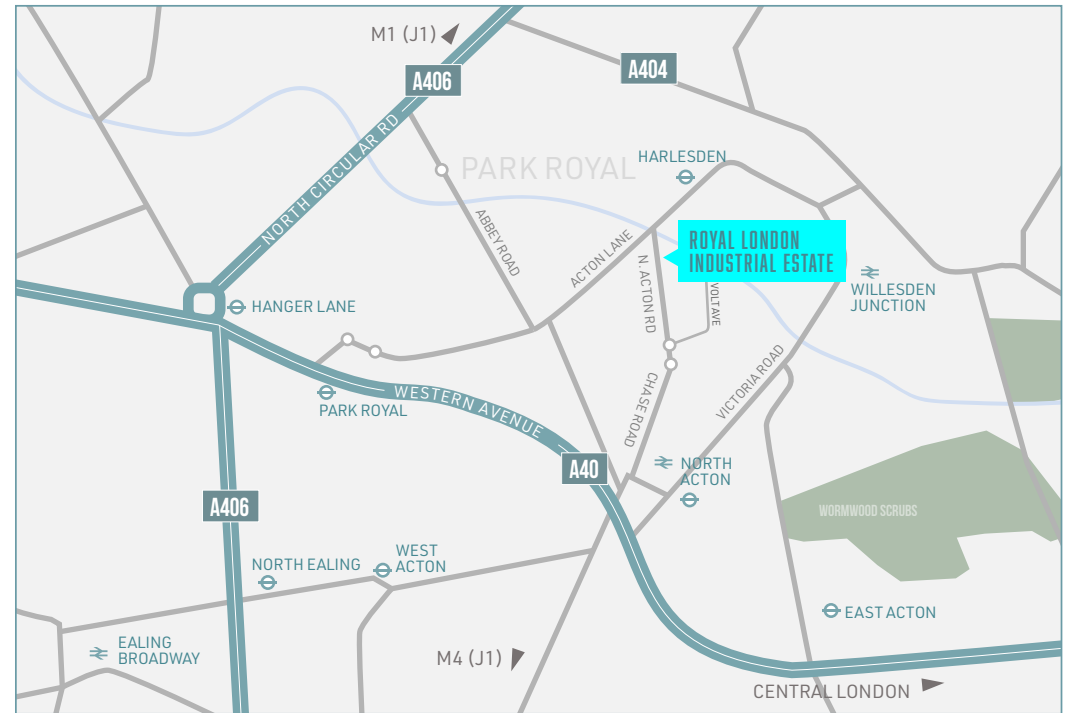 M1 (J1)
A406
A404
NORTH CIRCULAR RD
PARK ROYAL
HARLESDEN
ABBEY ROAD
ACTON LANE
ROYAL LONDON
INDUSTRIAL ESTATE
N. ACTON RD
VOLT AVE
WILLESDEN
JUNCTION
HANGER LANE
PARK ROYAL
WESTERN AVENUE
CHASE ROAD
VICTORIA ROAD
A40
NORTH
ACTON
A406
WORMWOOD SCRUBS
NORTH EALING
WEST
ACTON
EAST ACTON
EALING
BROADWAY
M4 (J1)
CENTRAL LONDON